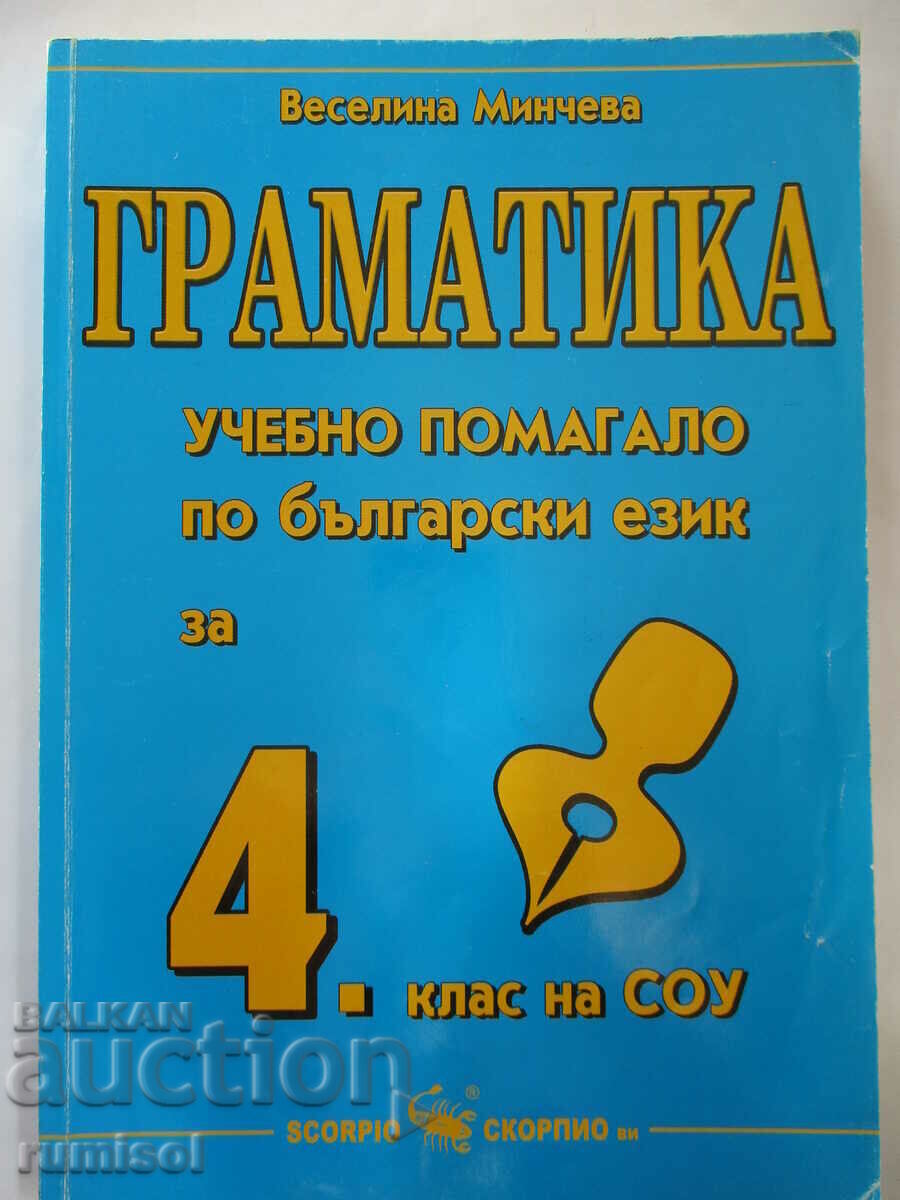 Веселина Минчева
ГРАМАТИКА
УЧЕБНО ПОМАГАЛО
по български език
за
4. клас на СОУ
BALKAN
auction
SCORPIO ® СКОРПИО ви
rumisol